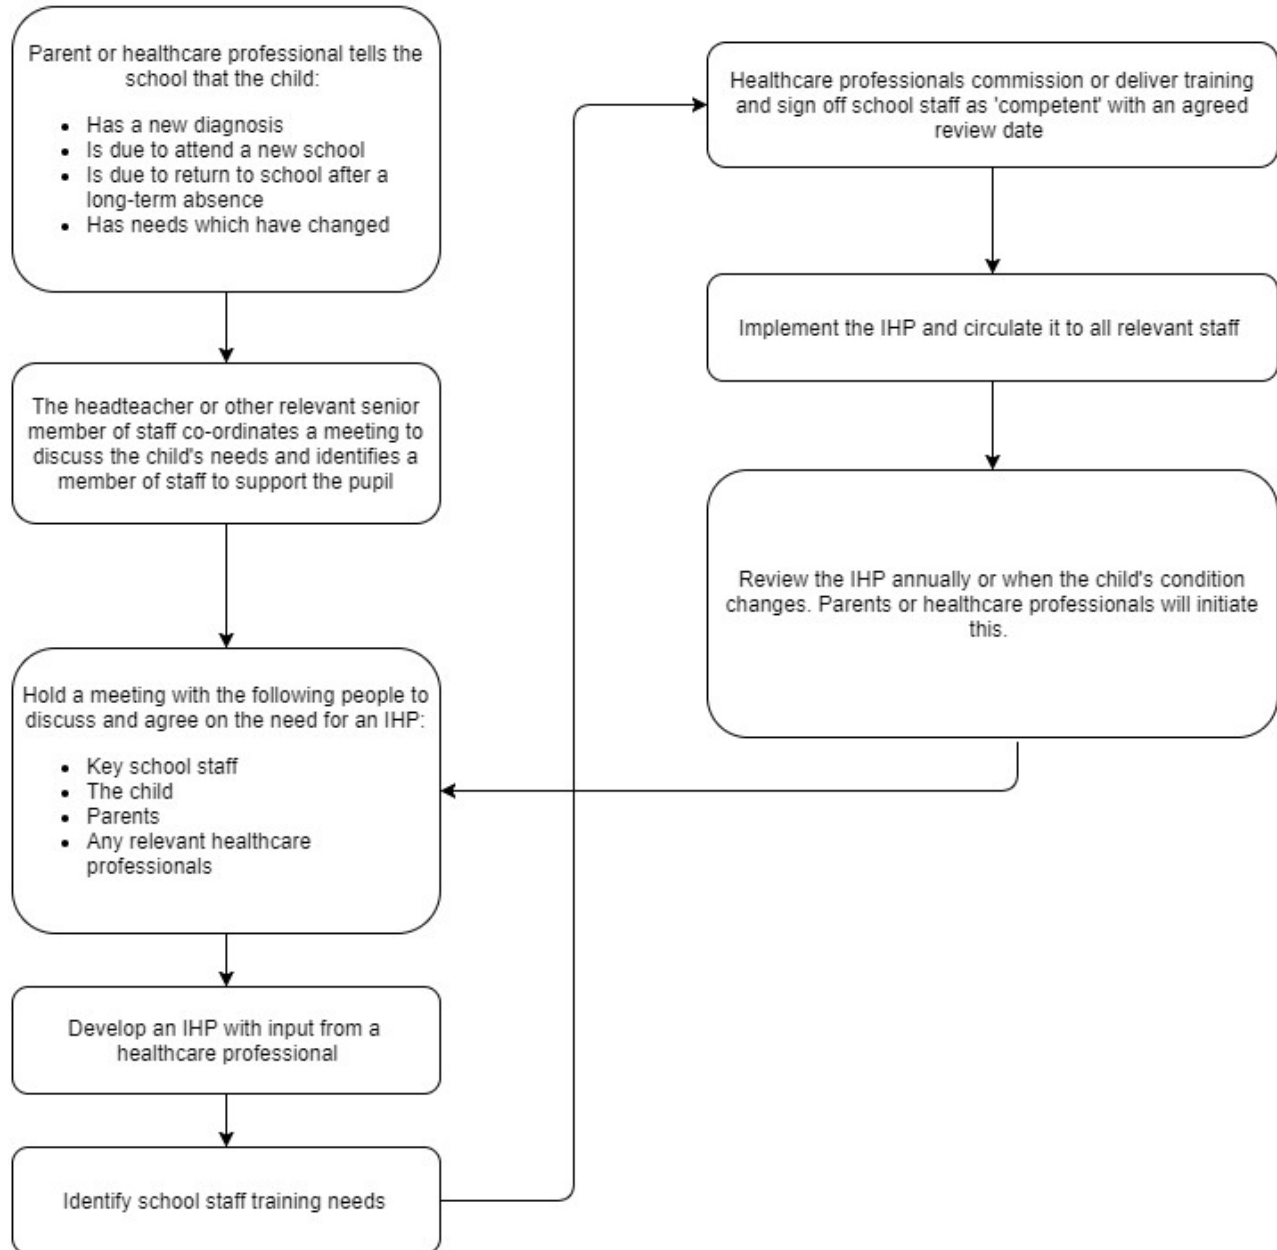 Parent or healthcare professional tells the
school that the child:
• Has a new diagnosis
• Is due to attend a new school
• Is due to return to school after a
long-term absence
• Has needs which have changed
The headteacher or other relevant senior
member of staff co-ordinates a meeting to
discuss the child's needs and identifies a
member of staff to support the pupil
Hold a meeting with the following people to
discuss and agree on the need for an IHP:
• Key school staff
• The child
• Parents
• Any relevant healthcare
professionals
Develop an IHP with input from a
healthcare professional
Identify school staff training needs
Healthcare professionals commission or deliver training
and sign off school staff as 'competent' with an agreed
review date
Implement the IHP and circulate it to all relevant staff
Review the IHP annually or when the child's condition
changes. Parents or healthcare professionals will initiate
this.